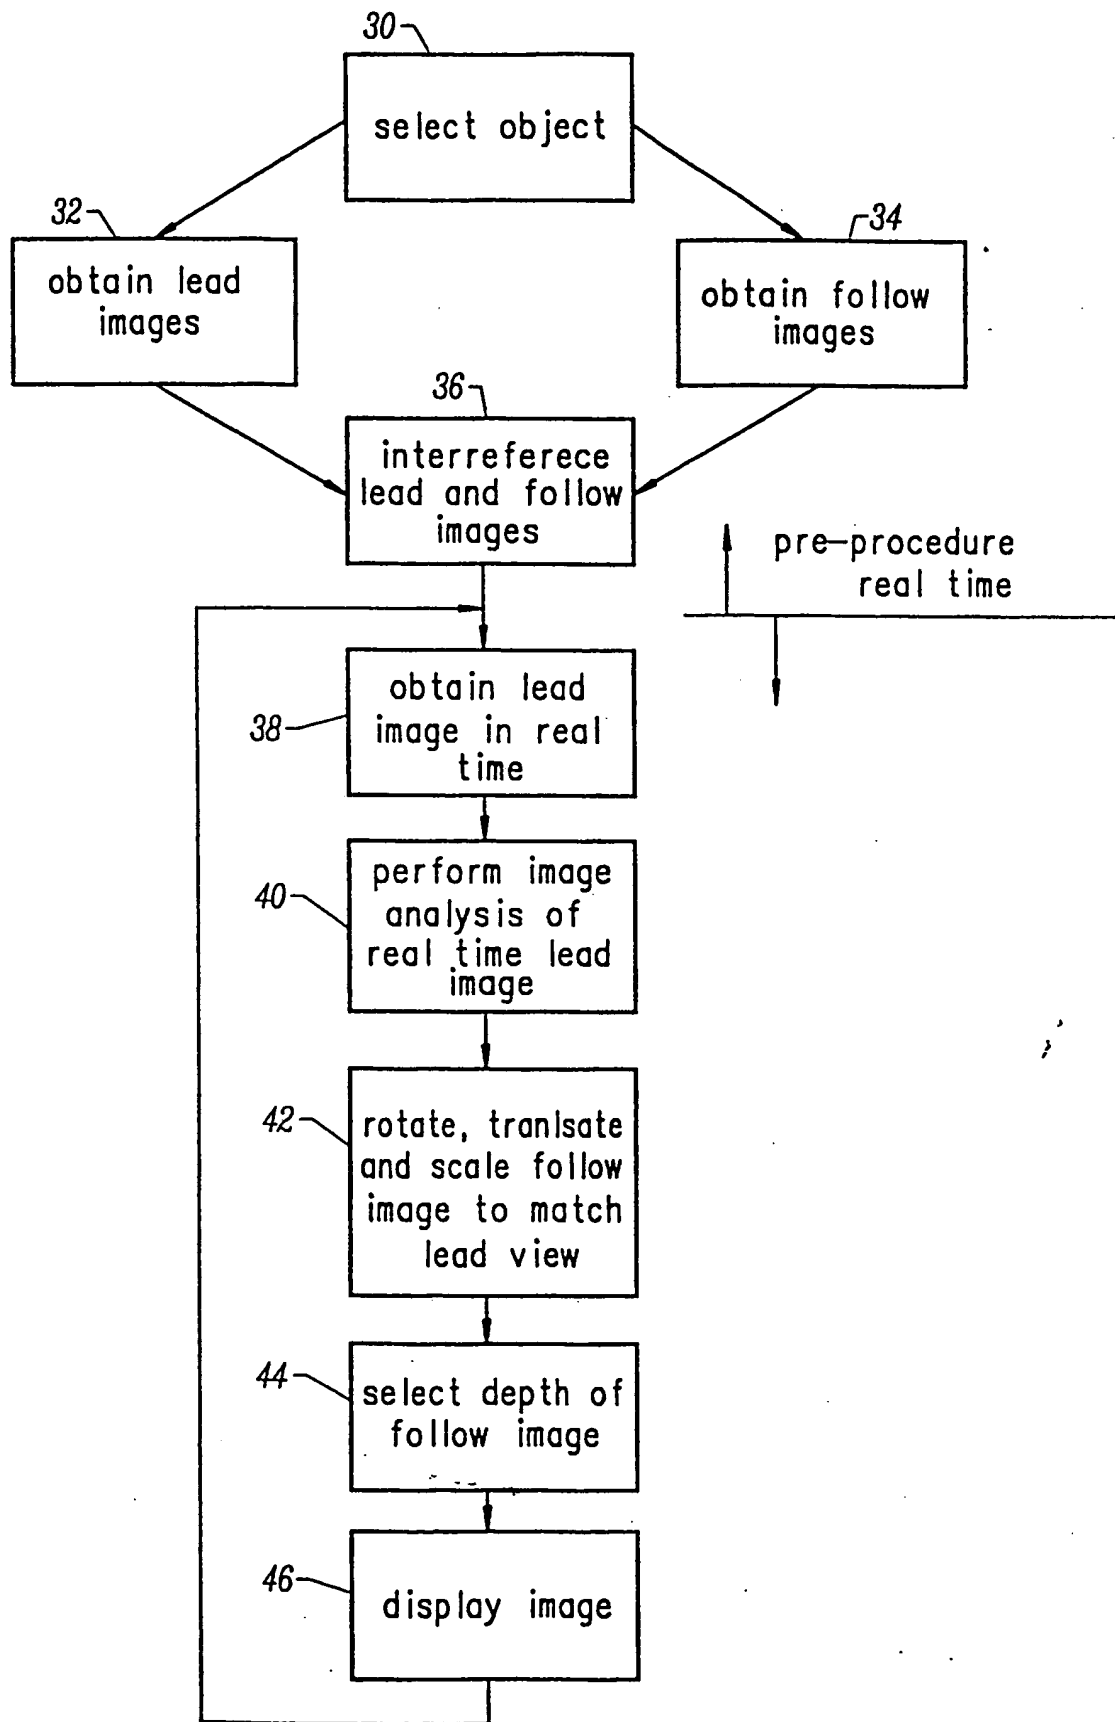 30
select object
32
obtain lead
images
34
obtain follow
images
36
interreferece
lead and follow
images
pre-procedure
real time
38
obtain lead
image in real
time
40
perform image
analysis of
real time lead
image
42
rotate, tranlsate
and scale follow
image to match
lead view
44
select depth of
follow image
46
display image